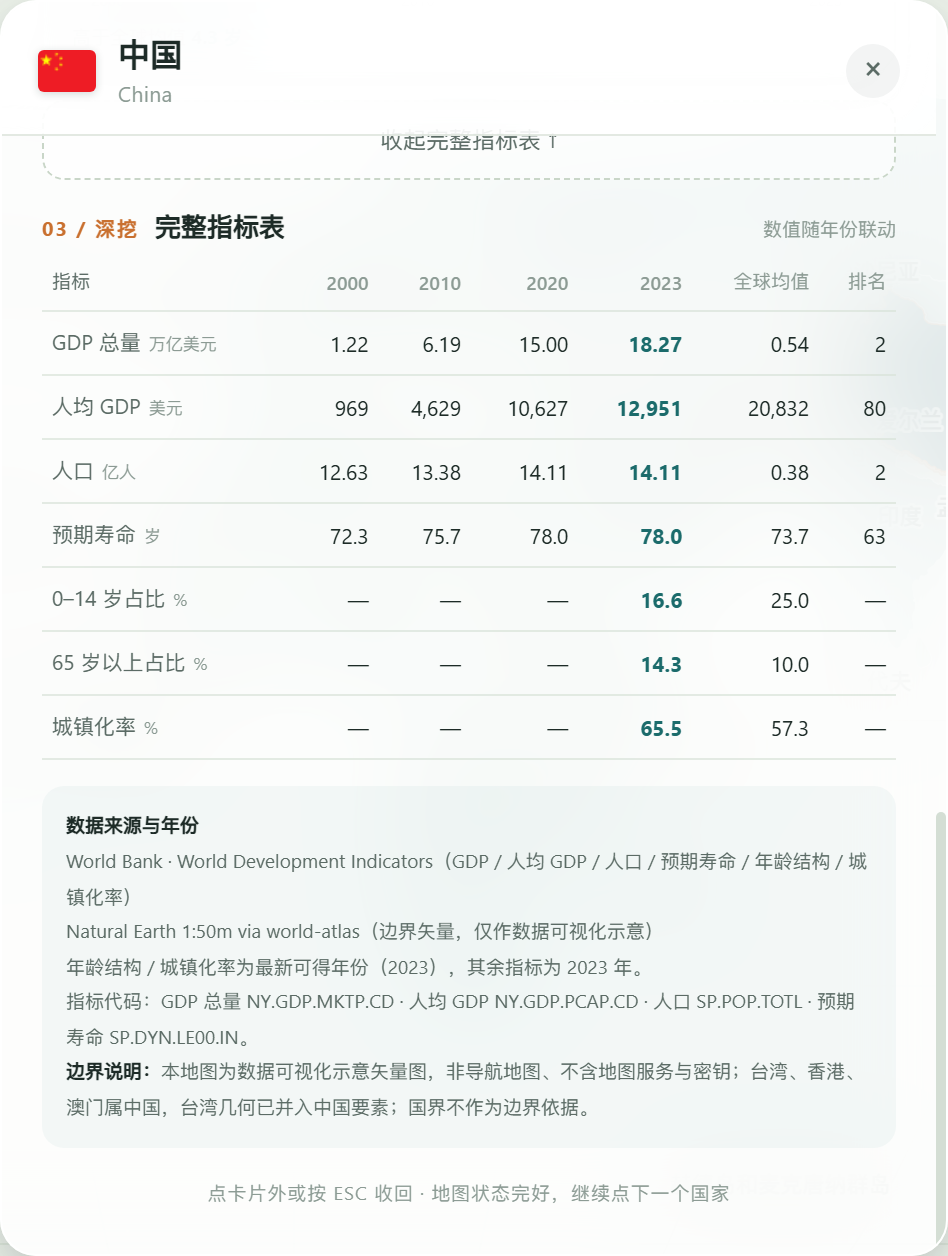 中国
China
×
收起完整指标表 ↑
03 / 深挖 完整指标表 数值随年份联动
指标 2000 2010 2020 2023 全球均值 排名
GDP 总量 万亿美元 1.22 6.19 15.00 18.27 0.54 2
人均 GDP 美元 969 4,629 10,627 12,951 20,832 80
人口 亿人 12.63 13.38 14.11 14.11 0.38 2
预期寿命 岁 72.3 75.7 78.0 78.0 73.7 63
0–14 岁占比 % — — — 16.6 25.0 —
65 岁以上占比 % — — — 14.3 10.0 —
城镇化率 % — — — 65.5 57.3 —
数据来源与年份
World Bank · World Development Indicators（GDP / 人均 GDP / 人口 / 预期寿命 / 年龄结构 / 城
镇化率）
Natural Earth 1:50m via world-atlas（边界矢量，仅作数据可视化示意）
年龄结构 / 城镇化率为最新可得年份（2023），其余指标为 2023 年。
指标代码：GDP 总量 NY.GDP.MKTP.CD · 人均 GDP NY.GDP.PCAP.CD · 人口 SP.POP.TOTL · 预期
寿命 SP.DYN.LE00.IN。
边界说明：本地图为数据可视化示意矢量图，非导航地图、不含地图服务与密钥；台湾、香港、
澳门属中国，台湾几何已并入中国要素；国界不作为边界依据。
点卡片外或按 ESC 收回 · 地图状态完好，继续点下一个国家